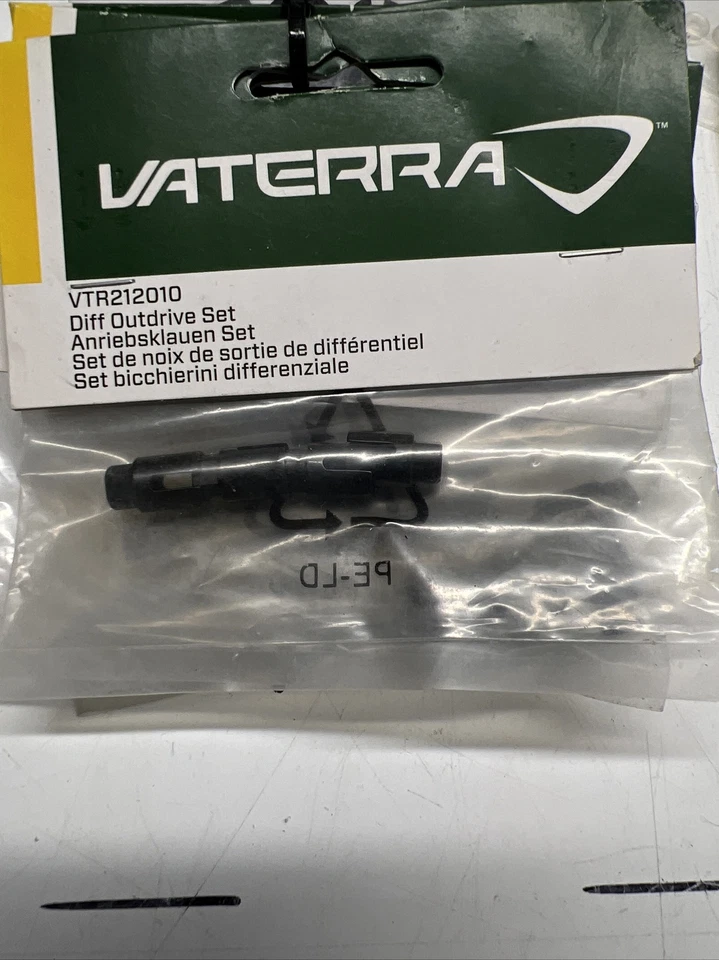 VATERRA™
VTR212010
Diff Outdrive Set
Anriebsklauen Set
Set de noix de sortie de différentiel
Set bicchierini differenziale
PE-LD